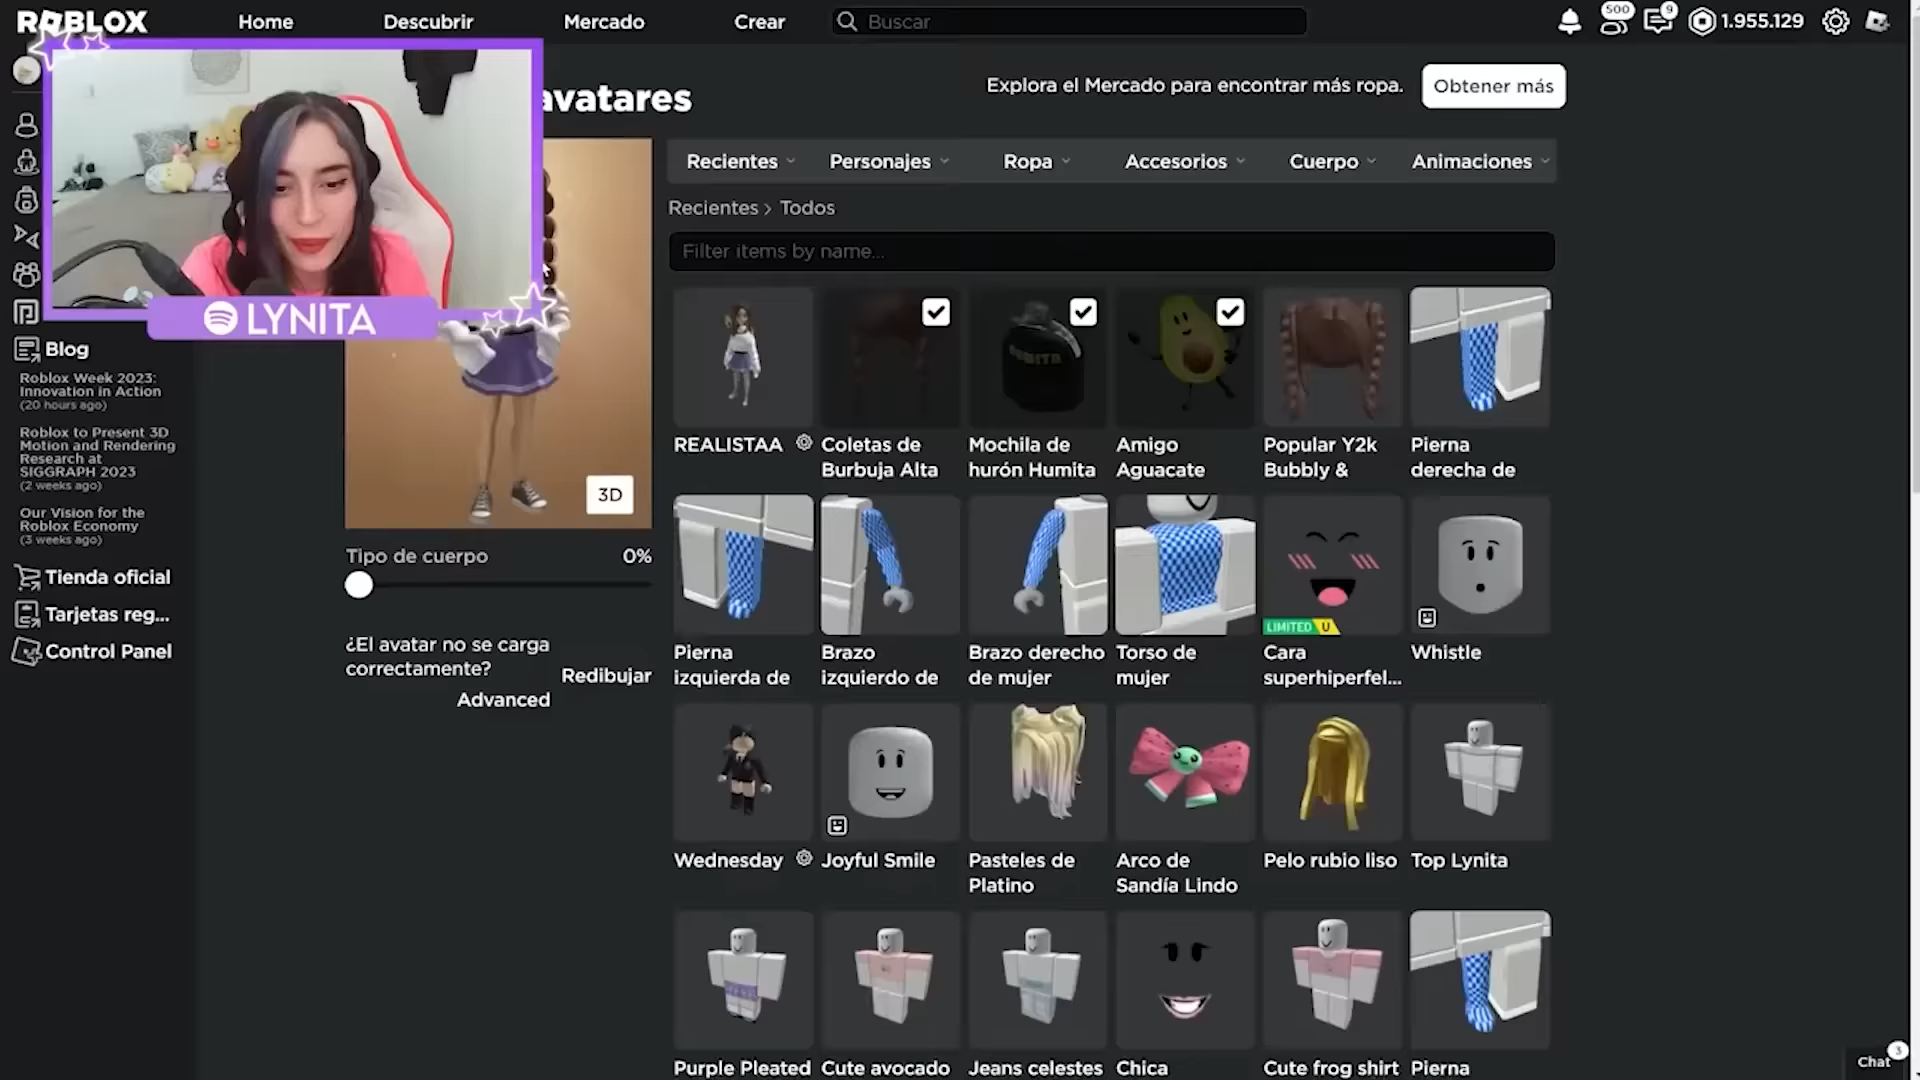 ROBLOX
Home
Descubrir
Mercado
Crear
Buscar
500
9
1.955.129
avatares
Explora el Mercado para encontrar más ropa.
Obtener más
LYNITA
Recientes
Personajes
Ropa
Accesorios
Cuerpo
Animaciones
Recientes > Todos
Filter items by name...
Blog
Roblox Week 2023:
Innovation in Action
(20 hours ago)
Roblox to Present 3D
Motion and Rendering
Research at
SIGGRAPH 2023
(2 weeks ago)
Our Vision for the
Roblox Economy
(3 weeks ago)
Tienda oficial
Tarjetas reg...
Control Panel
3D
Tipo de cuerpo
0%
¿El avatar no se carga
correctamente?
Redibujar
Advanced
REALISTAA
Coletas de
Burbuja Alta
Mochila de
hurón Humita
Amigo
Aguacate
Popular Y2k
Bubbly &
Pierna
derecha de
Pierna
izquierda de
Brazo
izquierdo de
Brazo derecho
de mujer
Torso de
mujer
LIMITED U
Cara
superhiperfel...
Whistle
Wednesday
Joyful Smile
Pasteles de
Platino
Arco de
Sandía Lindo
Pelo rubio liso
Top Lynita
Purple Pleated
Cute avocado
Jeans celestes
Chica
Cute frog shirt
Pierna
Chat
3